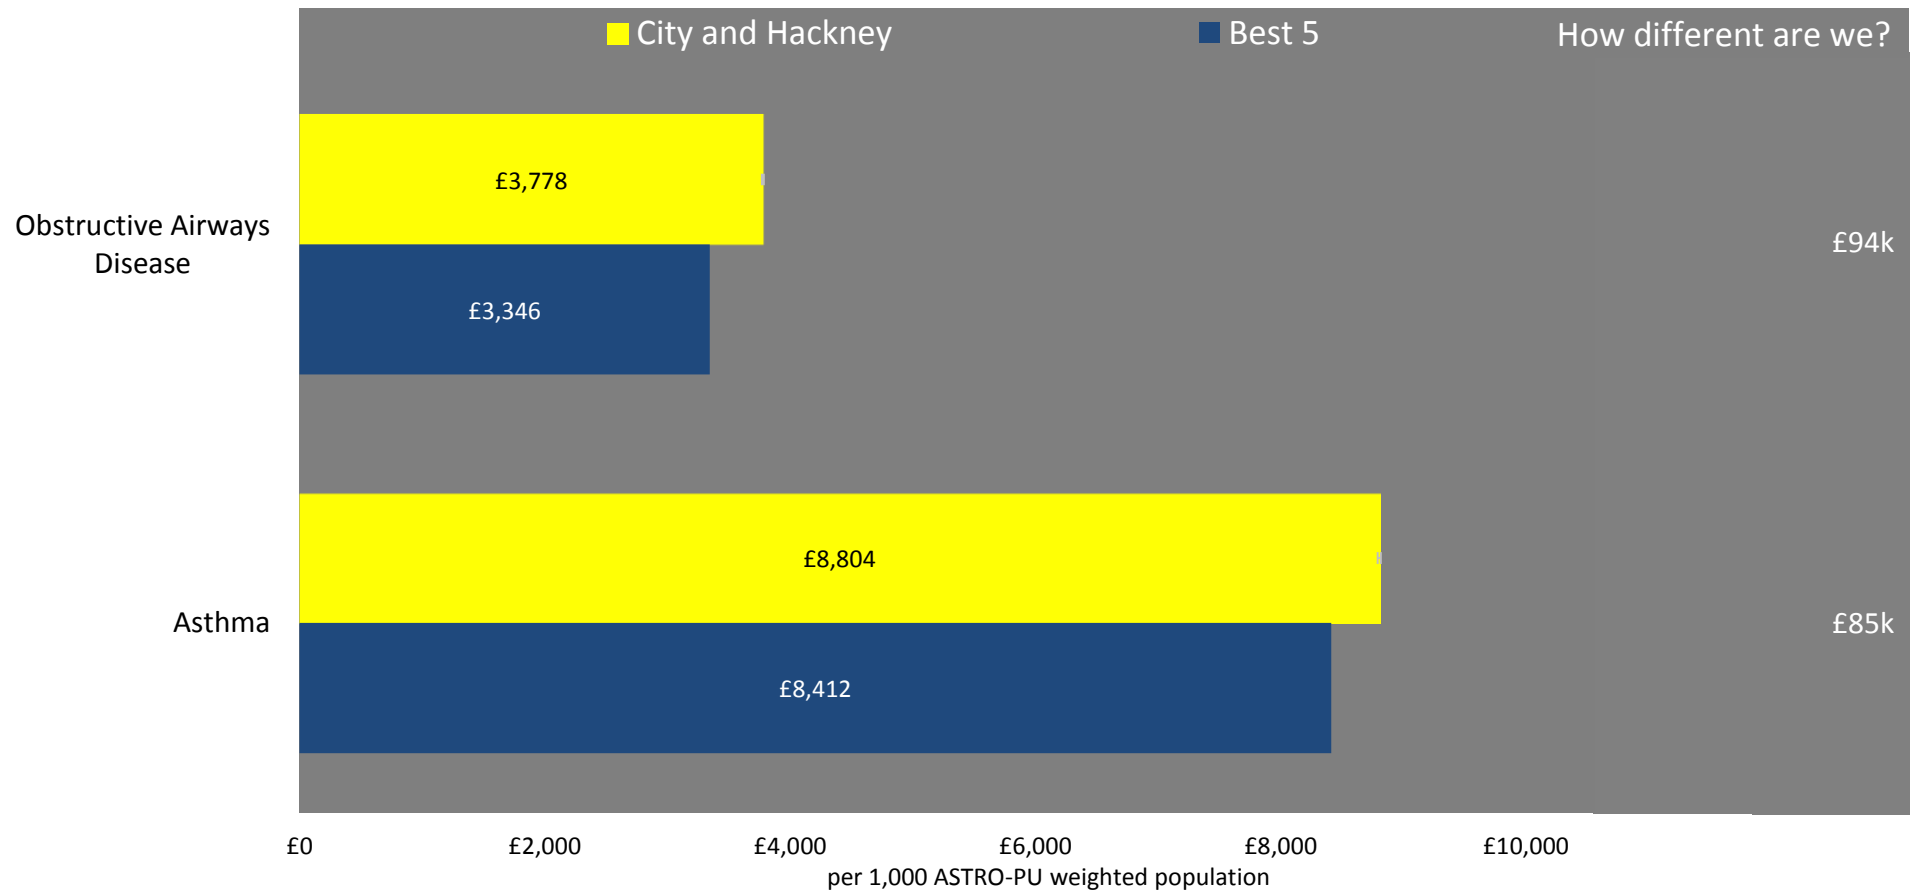 City and Hackney
Best 5
How different are we?
Obstructive Airways
Disease
£3,778
£3,346
£94k
Asthma
£8,804
£8,412
£85k
£0 £2,000 £4,000 £6,000 £8,000 £10,000
per 1,000 ASTRO-PU weighted population